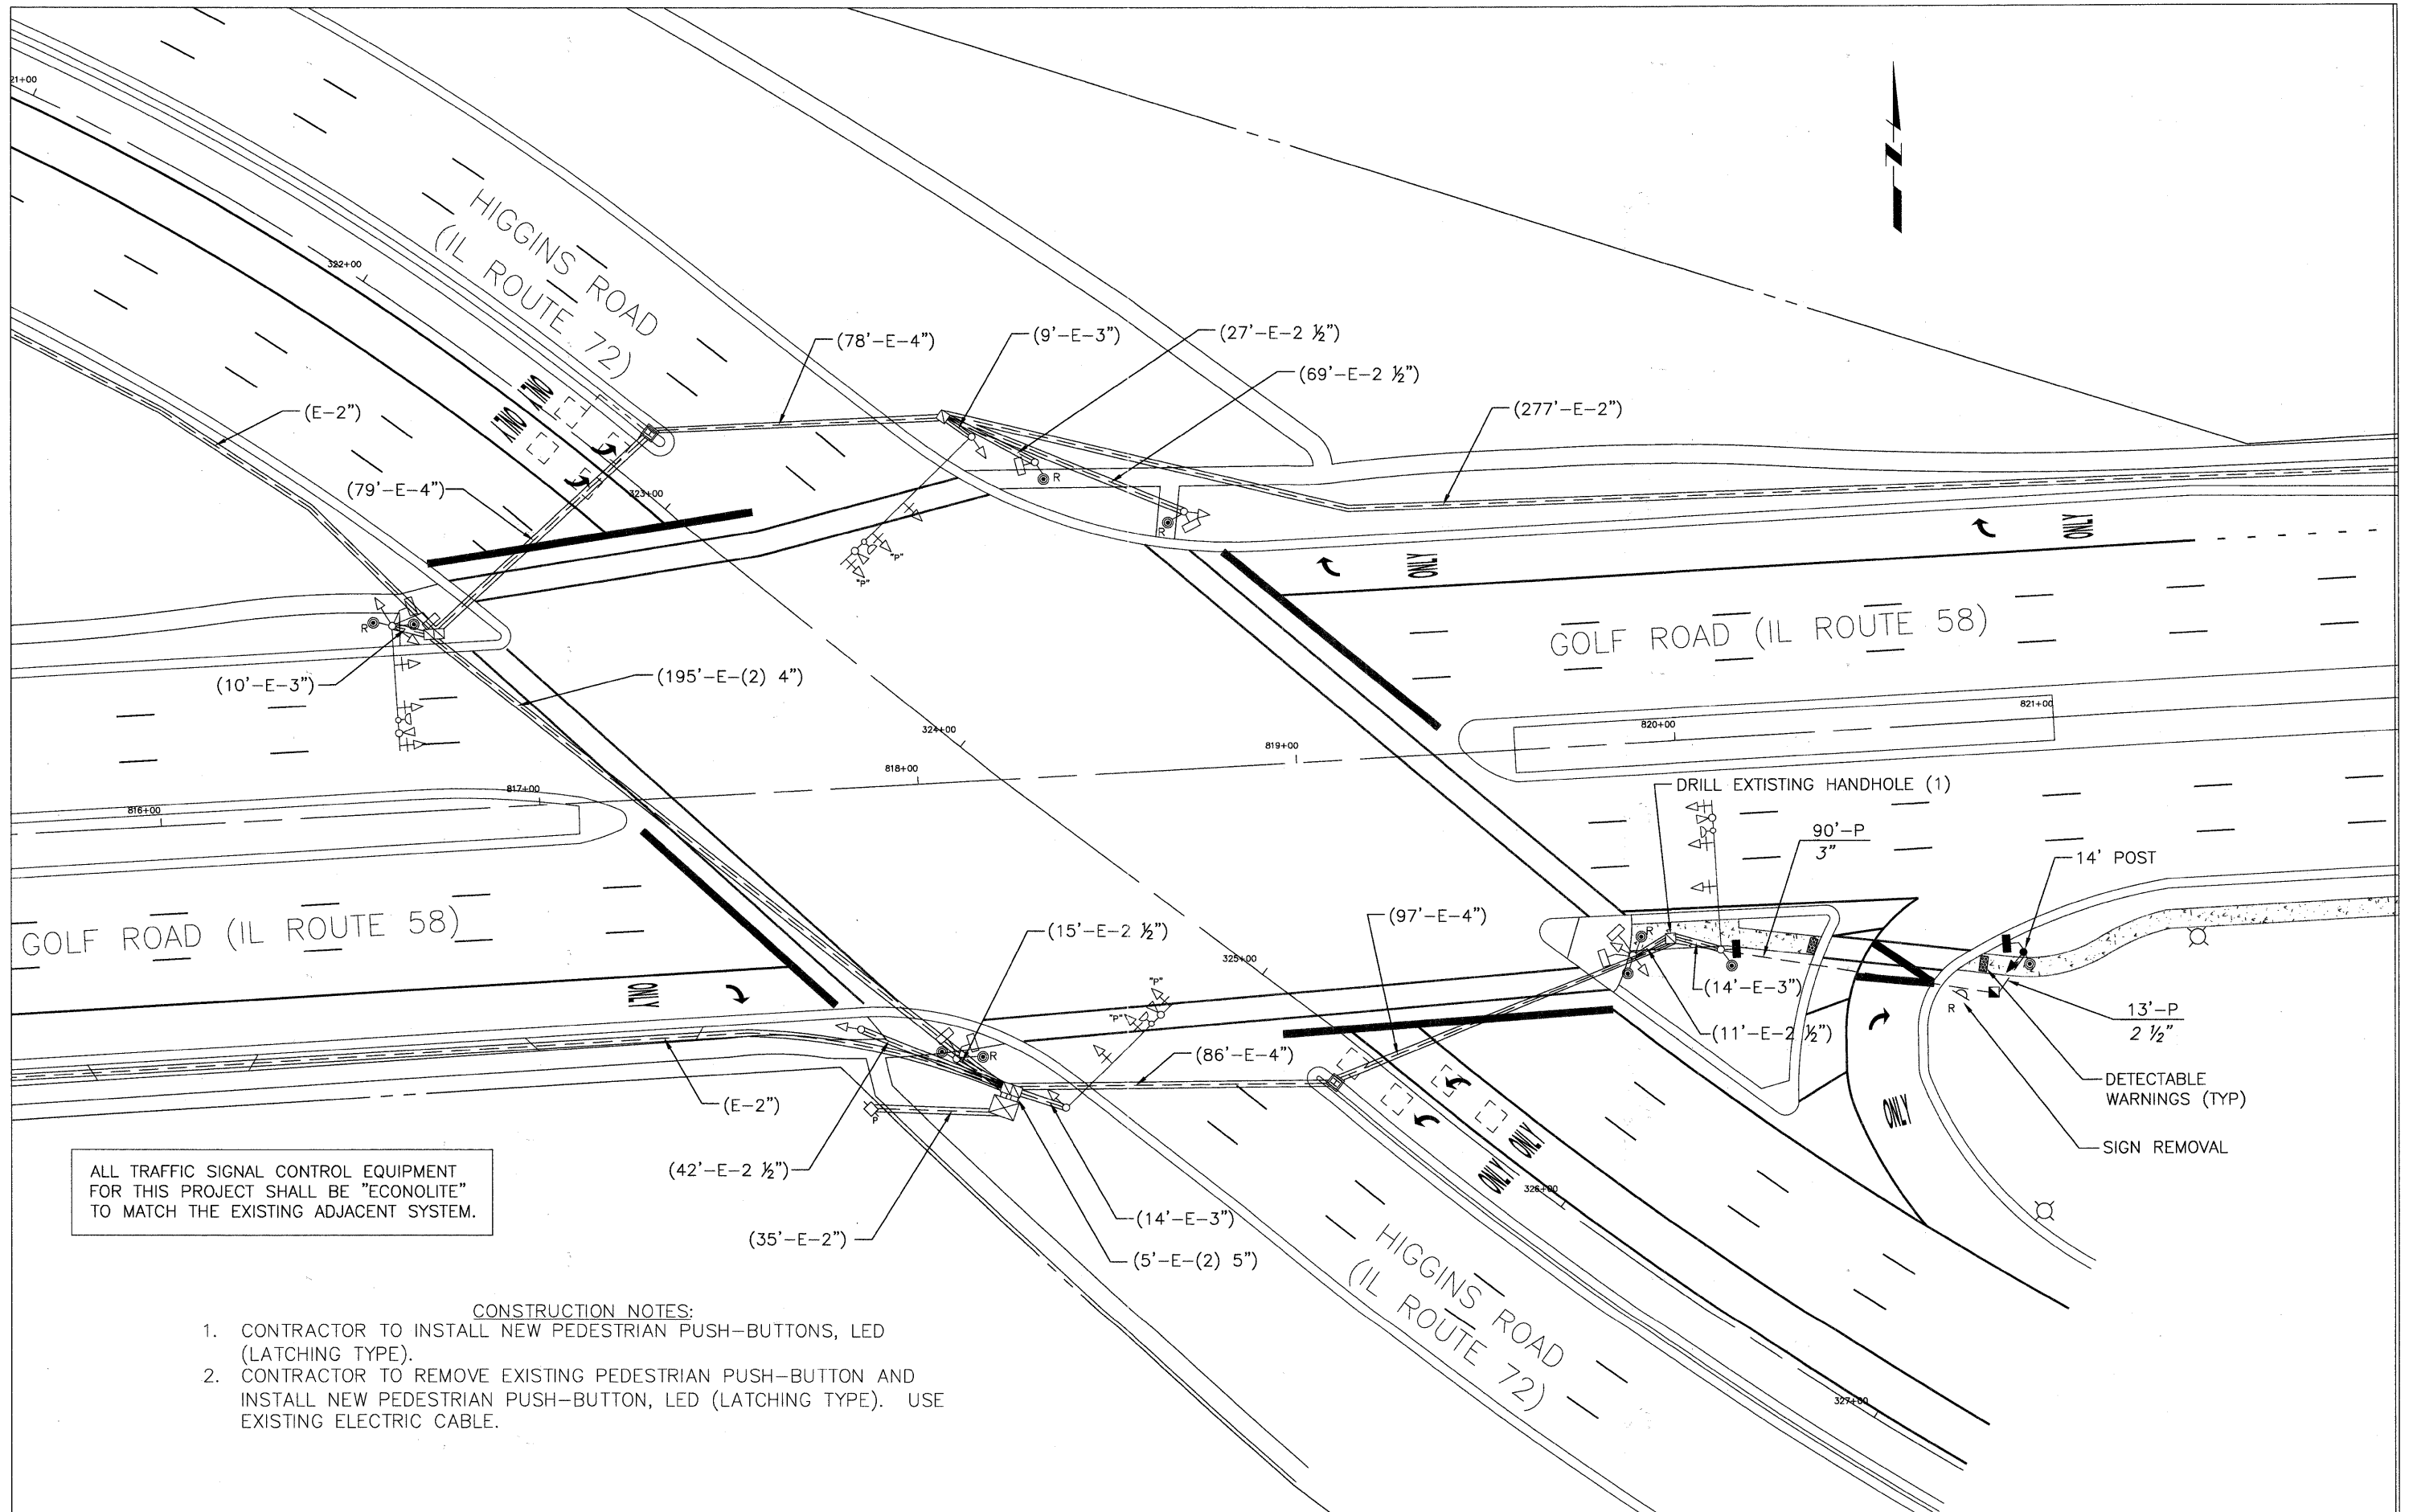 21+00
HIGGINS ROAD
(IL ROUTE 72)
322+00
(78'-E-4")
(9'-E-3")
(27'-E-2 ½")
(69'-E-2 ½")
(277'-E-2")
(E-2")
ONLY
ONLY
(79'-E-4")
323+00
R
R
"P"
"P"
ONLY
ONLY
R
GOLF ROAD (IL ROUTE 58)
(10'-E-3")
(195'-E-(2) 4")
324+00
820+00
821+00
819+00
818+00
817+00
816+00
DRILL EXTISTING HANDHOLE (1)
90'-P
3"
14' POST
GOLF ROAD (IL ROUTE 58)
(15'-E-2 ½")
(97'-E-4")
R
325+00
ONLY
"P"
"P"
(14'-E-3")
(11'-E-2 ½")
R
13'-P
2 ½"
R
(86'-E-4")
(E-2")
P
DETECTABLE
WARNINGS (TYP)
ONLY
ONLY
ONLY
SIGN REMOVAL
(42'-E-2 ½")
326+00
(14'-E-3")
(35'-E-2")
(5'-E-(2) 5")
ALL TRAFFIC SIGNAL CONTROL EQUIPMENT
FOR THIS PROJECT SHALL BE "ECONOLITE"
TO MATCH THE EXISTING ADJACENT SYSTEM.
HIGGINS ROAD
(IL ROUTE 72)
327+00
CONSTRUCTION NOTES:
1. CONTRACTOR TO INSTALL NEW PEDESTRIAN PUSH-BUTTONS, LED
(LATCHING TYPE).
2. CONTRACTOR TO REMOVE EXISTING PEDESTRIAN PUSH-BUTTON AND
INSTALL NEW PEDESTRIAN PUSH-BUTTON, LED (LATCHING TYPE). USE
EXISTING ELECTRIC CABLE.
N